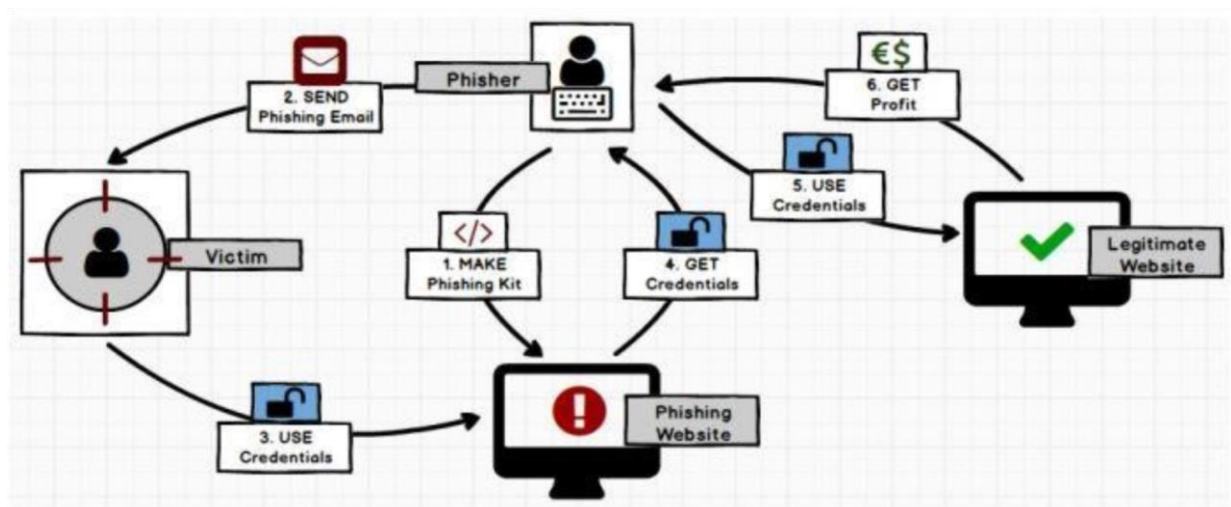 Phisher
2. SEND
Phishing Email
€$
6. GET
Profit
5. USE
Credentials
Victim
</>
1. MAKE
Phishing Kit
4. GET
Credentials
Legitimate
Website
3. USE
Credentials
!
Phishing
Website